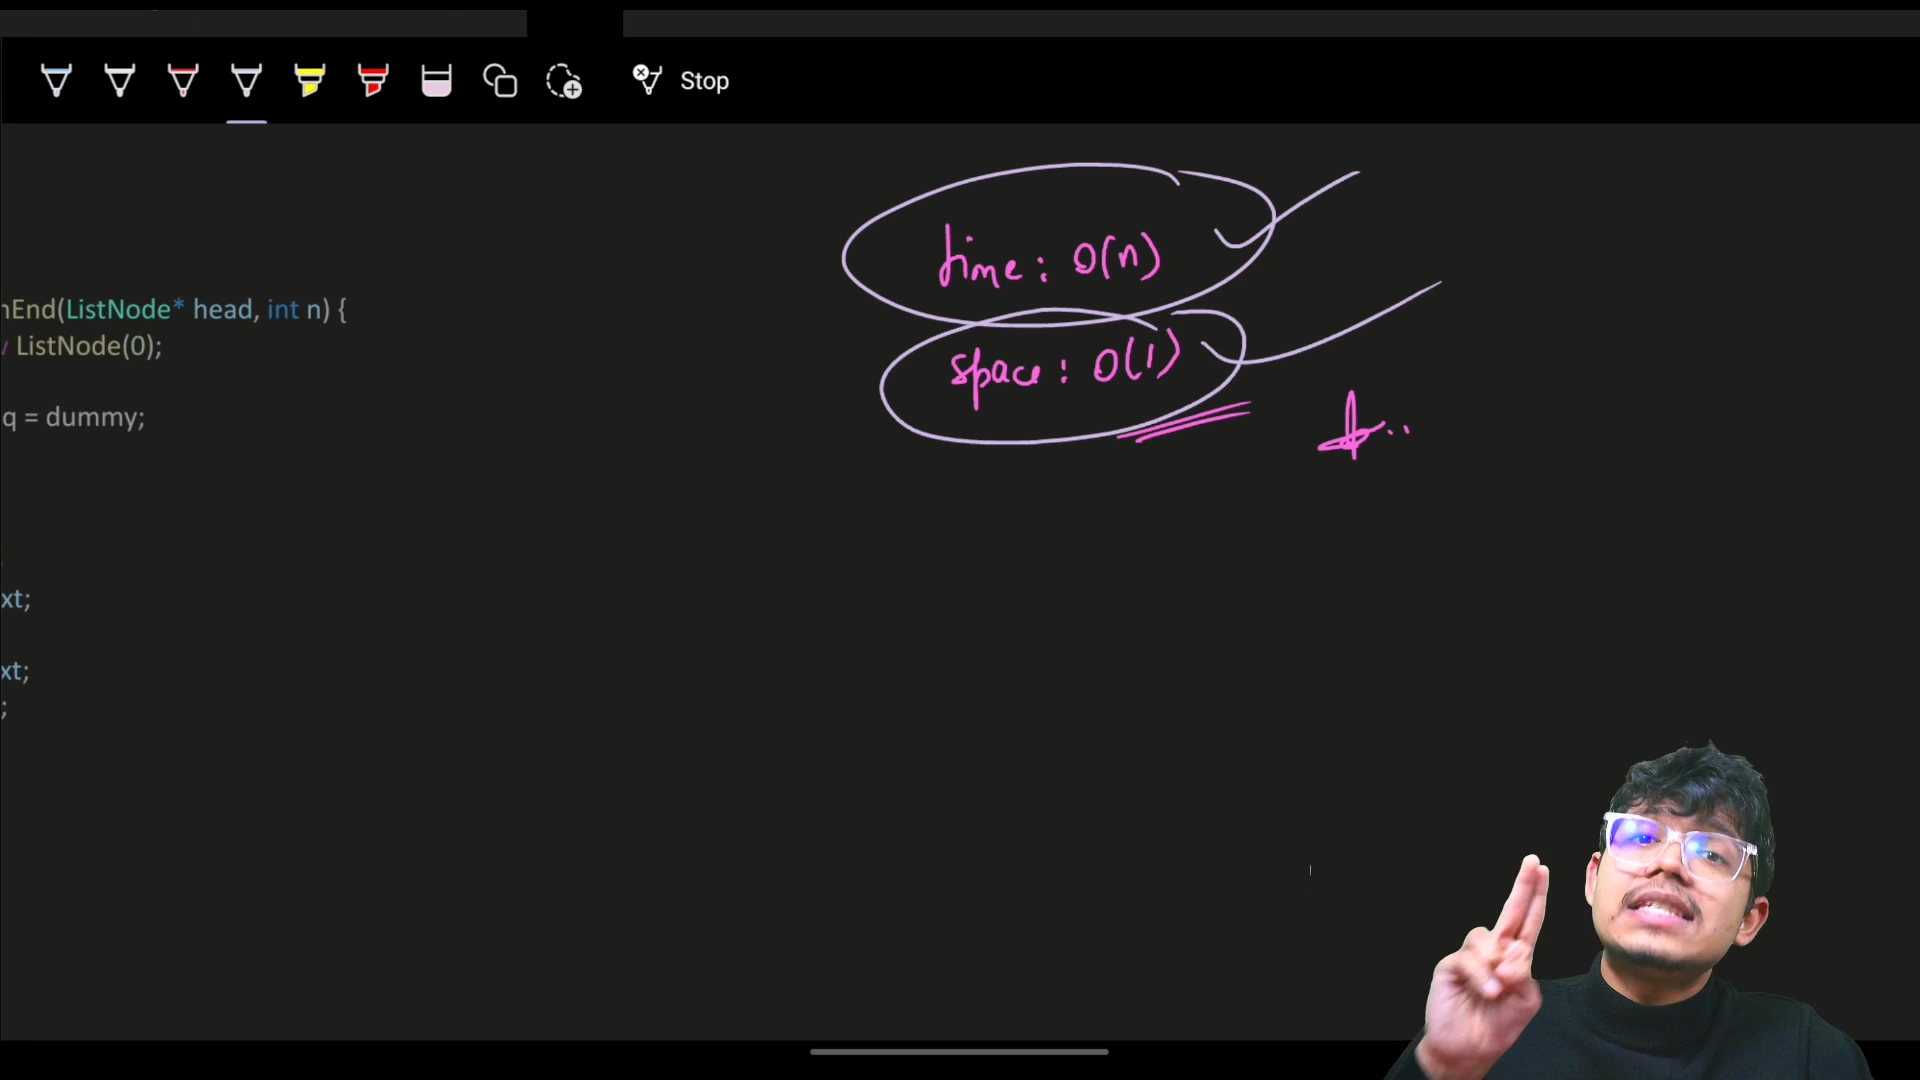 Stop
time : O(n)
nEnd(ListNode* head, int n) {
ListNode(0);
space : O(1)
q = dummy;
xt;
xt;
;